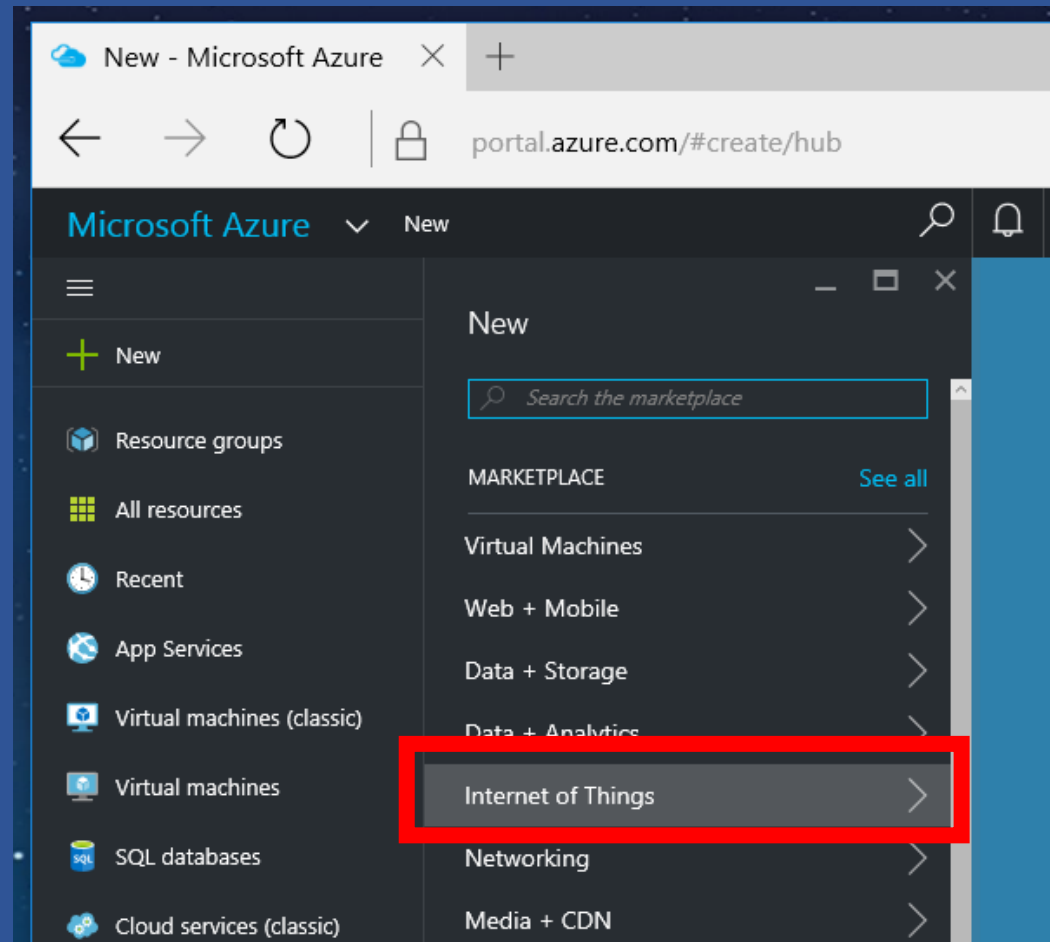 New - Microsoft Azure
portal.azure.com/#create/hub
Microsoft Azure New
New
Resource groups
All resources
Recent
App Services
Virtual machines (classic)
Virtual machines
SQL databases
Cloud services (classic)
New
Search the marketplace
MARKETPLACE See all
Virtual Machines
Web + Mobile
Data + Storage
Data + Analytics
Internet of Things
Networking
Media + CDN